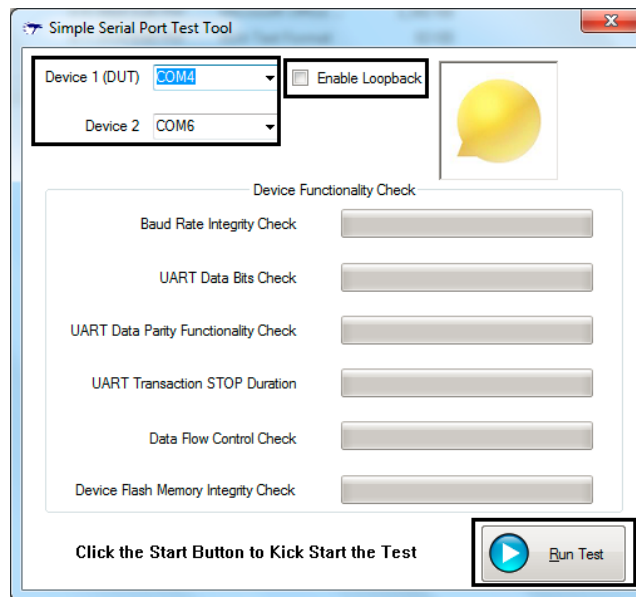 Simple Serial Port Test Tool
Device 1 (DUT) COM4 Enable Loopback
Device 2 COM6
Device Functionality Check
Baud Rate Integrity Check
UART Data Bits Check
UART Data Parity Functionality Check
UART Transaction STOP Duration
Data Flow Control Check
Device Flash Memory Integrity Check
Click the Start Button to Kick Start the Test
Run Test